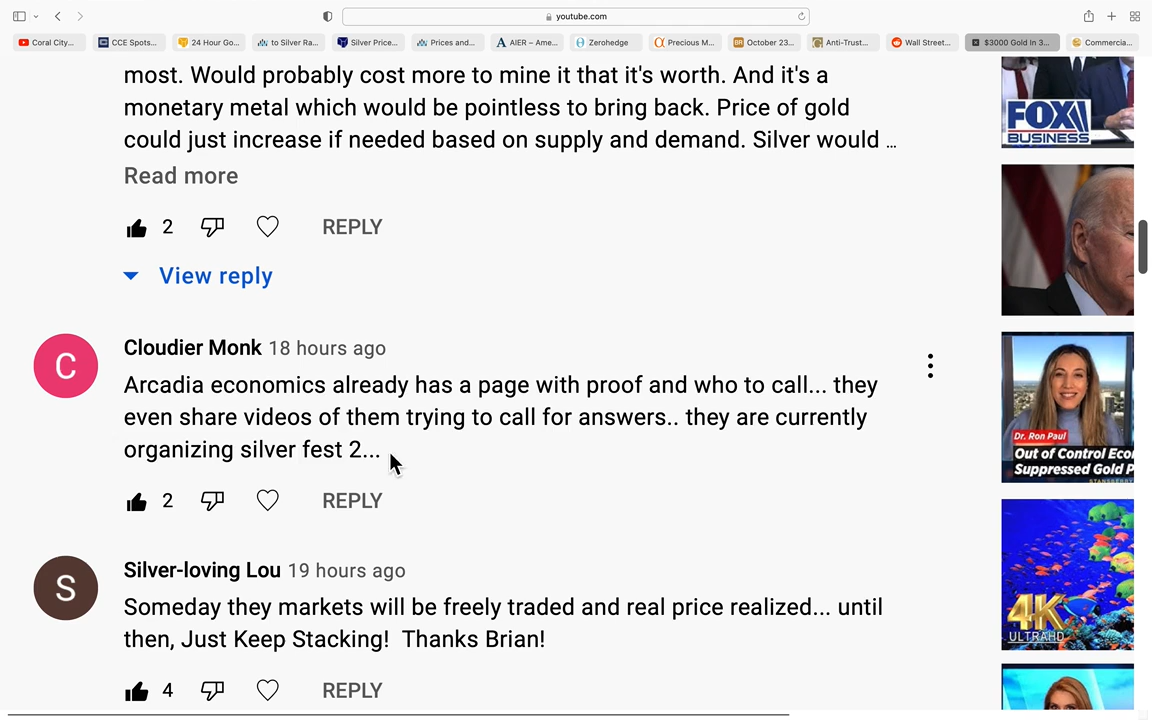 youtube.com
Coral City...
CCE Spots...
24 Hour Go...
to Silver Ra...
Silver Price...
Prices and...
AIER – Ame...
Zerohedge
Precious M...
October 23...
Anti-Trust...
Wall Street...
$3000 Gold In 3...
Commercia...
most. Would probably cost more to mine it that it's worth. And it's a
monetary metal which would be pointless to bring back. Price of gold
could just increase if needed based on supply and demand. Silver would ...
Read more
2
REPLY
View reply
C
Cloudier Monk 18 hours ago
Arcadia economics already has a page with proof and who to call... they
even share videos of them trying to call for answers.. they are currently
organizing silver fest 2...
2
REPLY
S
Silver-loving Lou 19 hours ago
Someday they markets will be freely traded and real price realized... until
then, Just Keep Stacking!  Thanks Brian!
4
REPLY
FOX
BUSINESS
Dr. Ron Paul
Out of Control Eco
Suppressed Gold P
STANSBERRY
4K
ULTRAHD